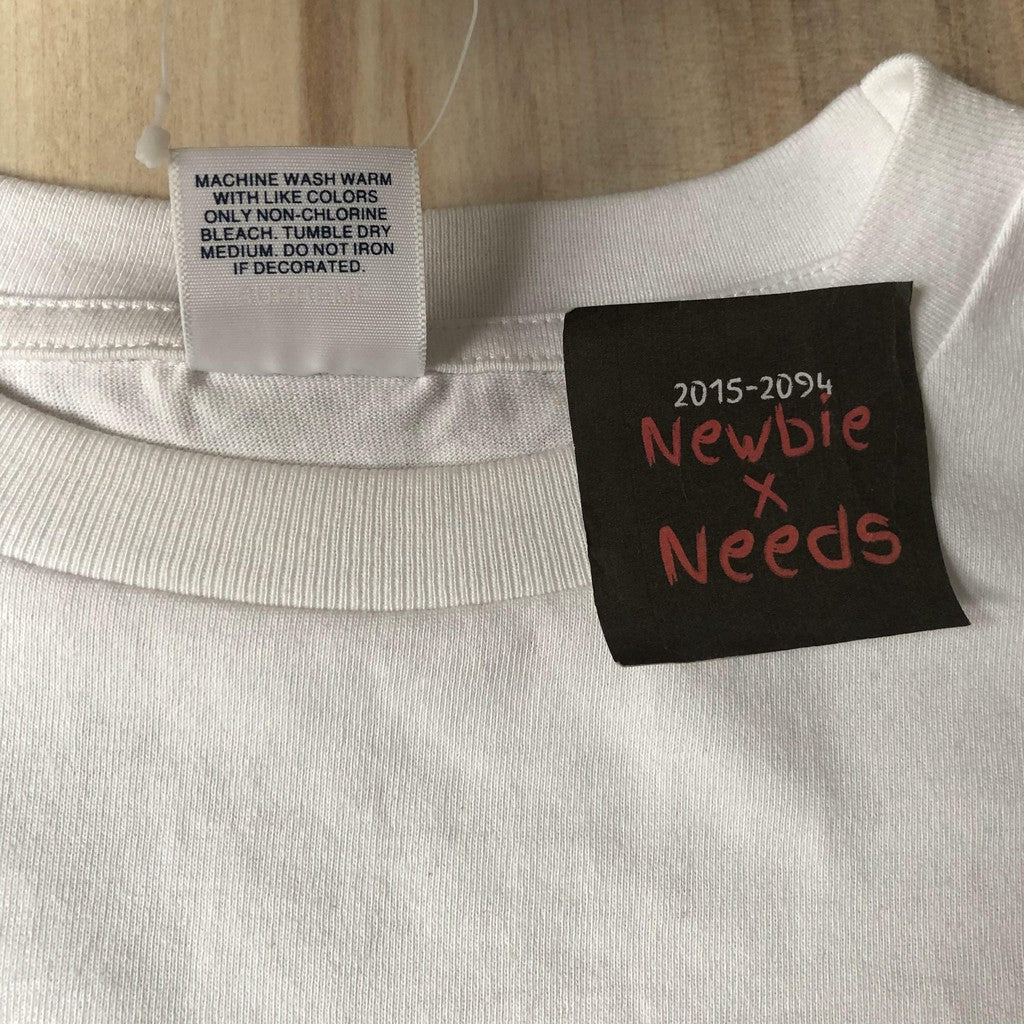 MACHINE WASH WARM
WITH LIKE COLORS
ONLY NON-CHLORINE
BLEACH. TUMBLE DRY
MEDIUM. DO NOT IRON
IF DECORATED.
2015-2094
Newbie
x
Needs